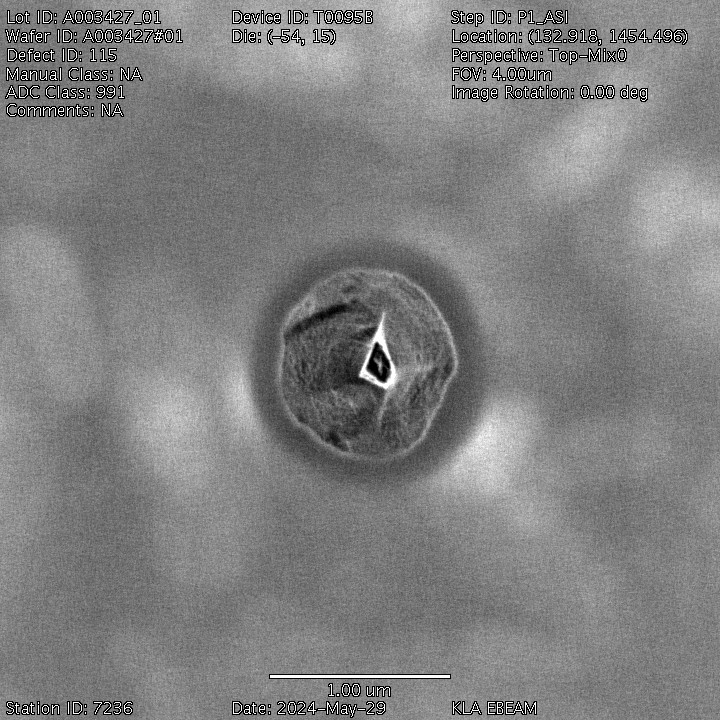 Lot ID: A003427_01
Wafer ID: A003427#01
Defect ID: 115
Manual Class: NA
ADC Class: 991
Comments: NA
Device ID: T0095B
Die: (-54, 15)
Step ID: P1_ASI
Location: (132.918, 1454.496)
Perspective: Top-Mix0
FOV: 4.00um
Image Rotation: 0.00 deg
1.00 um
Station ID: 7236
Date: 2024-May-29
KLA EBEAM